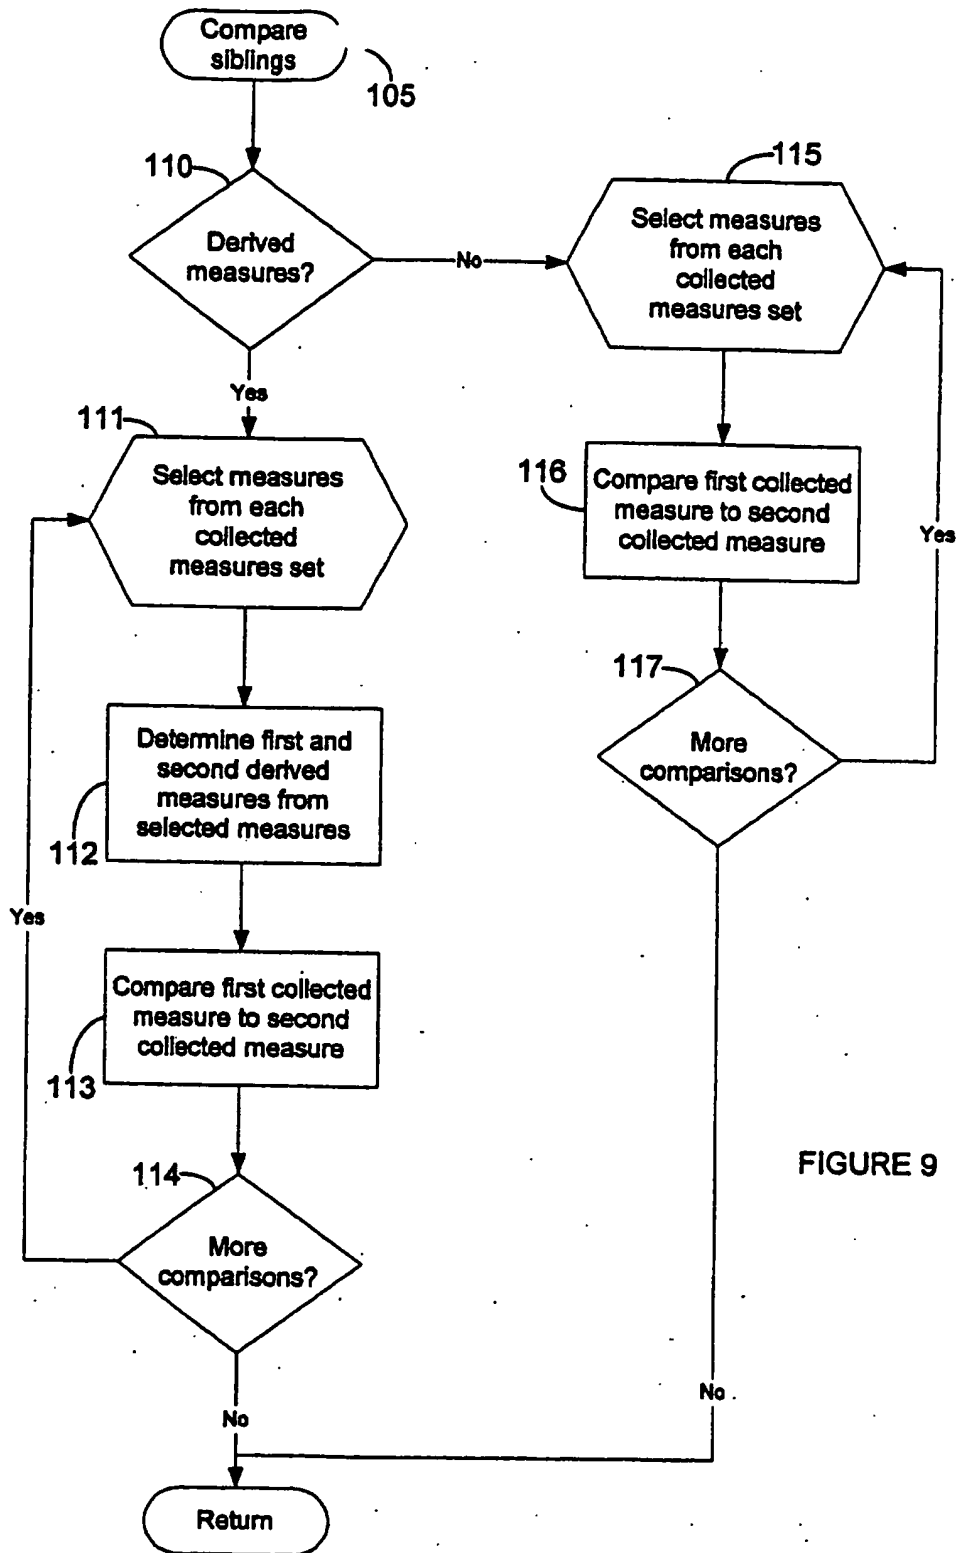 Compare
siblings
105
110
Derived
measures?
No
Yes
115
Select measures
from each
collected
measures set
116
Compare first collected
measure to second
collected measure
Yes
117
More
comparisons?
No
111
Select measures
from each
collected
measures set
Determine first and
second derived
measures from
selected measures
112
Yes
Compare first collected
measure to second
collected measure
113
114
More
comparisons?
No
Return
FIGURE 9